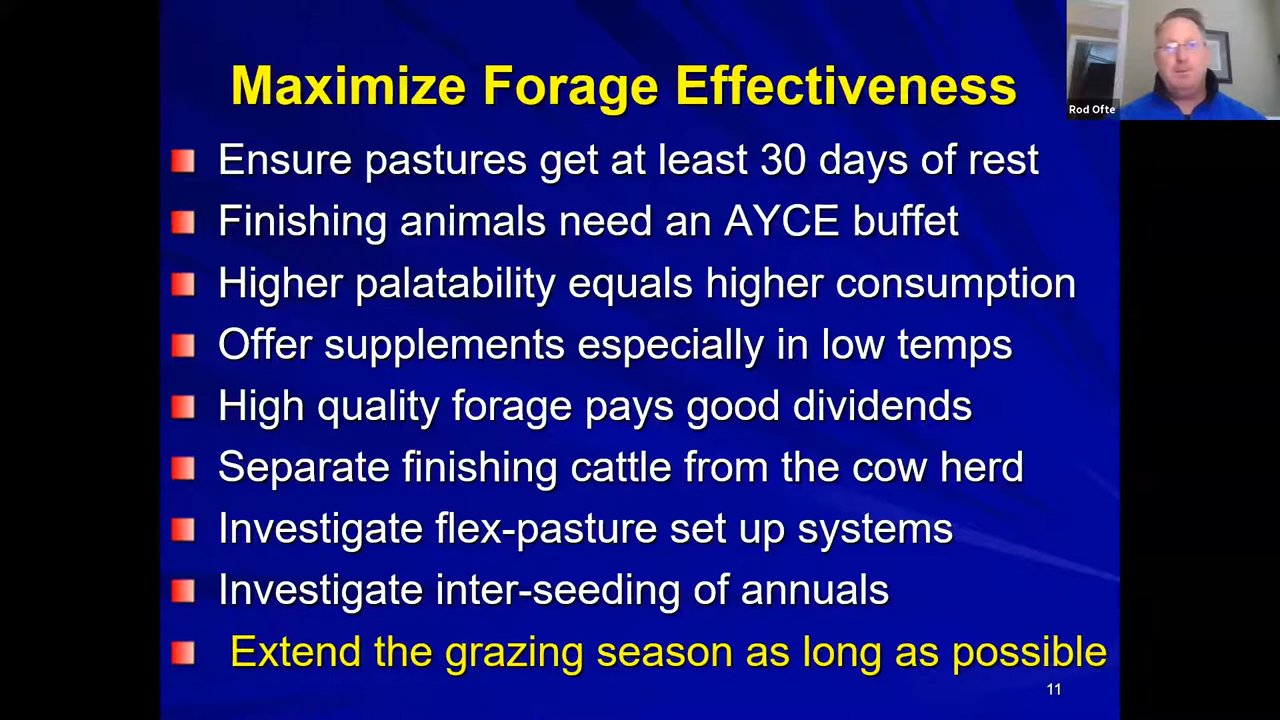 Maximize Forage Effectiveness
Rod Ofte
Ensure pastures get at least 30 days of rest
Finishing animals need an AYCE buffet
Higher palatability equals higher consumption
Offer supplements especially in low temps
High quality forage pays good dividends
Separate finishing cattle from the cow herd
Investigate flex-pasture set up systems
Investigate inter-seeding of annuals
Extend the grazing season as long as possible
11